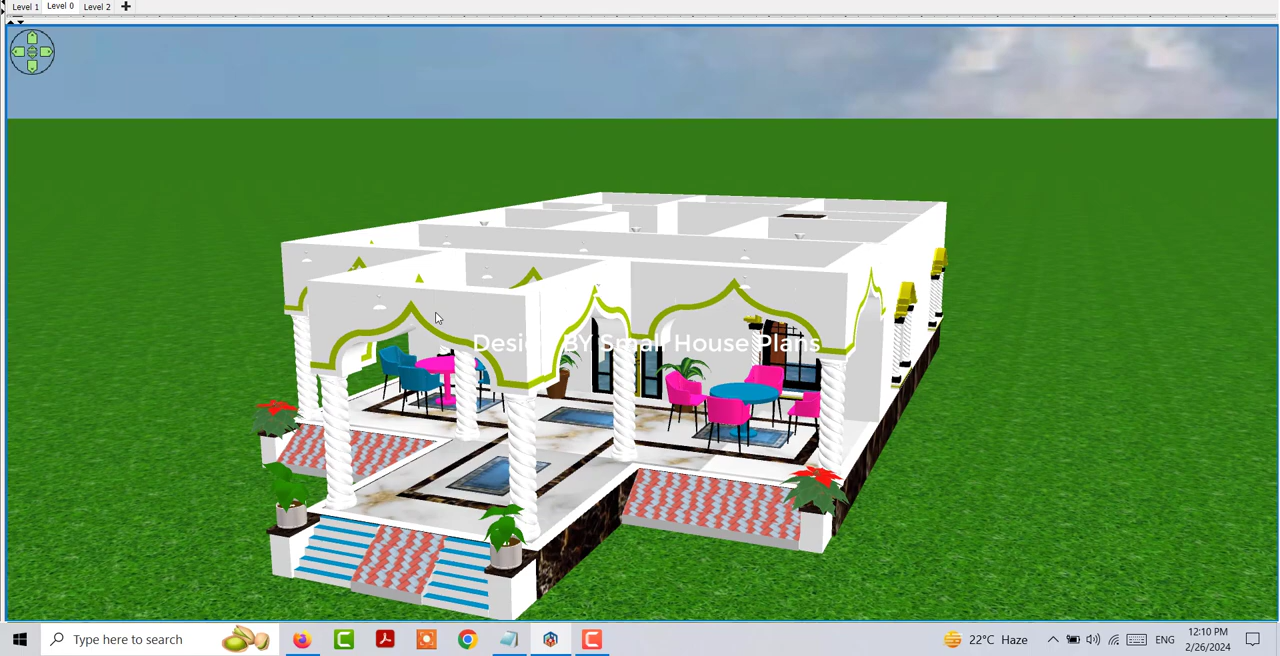 Level 1 Level 0 Level 2
Design BY Small House Plans
Type here to search
22°C Haze
ENG
12:10 PM
2/26/2024